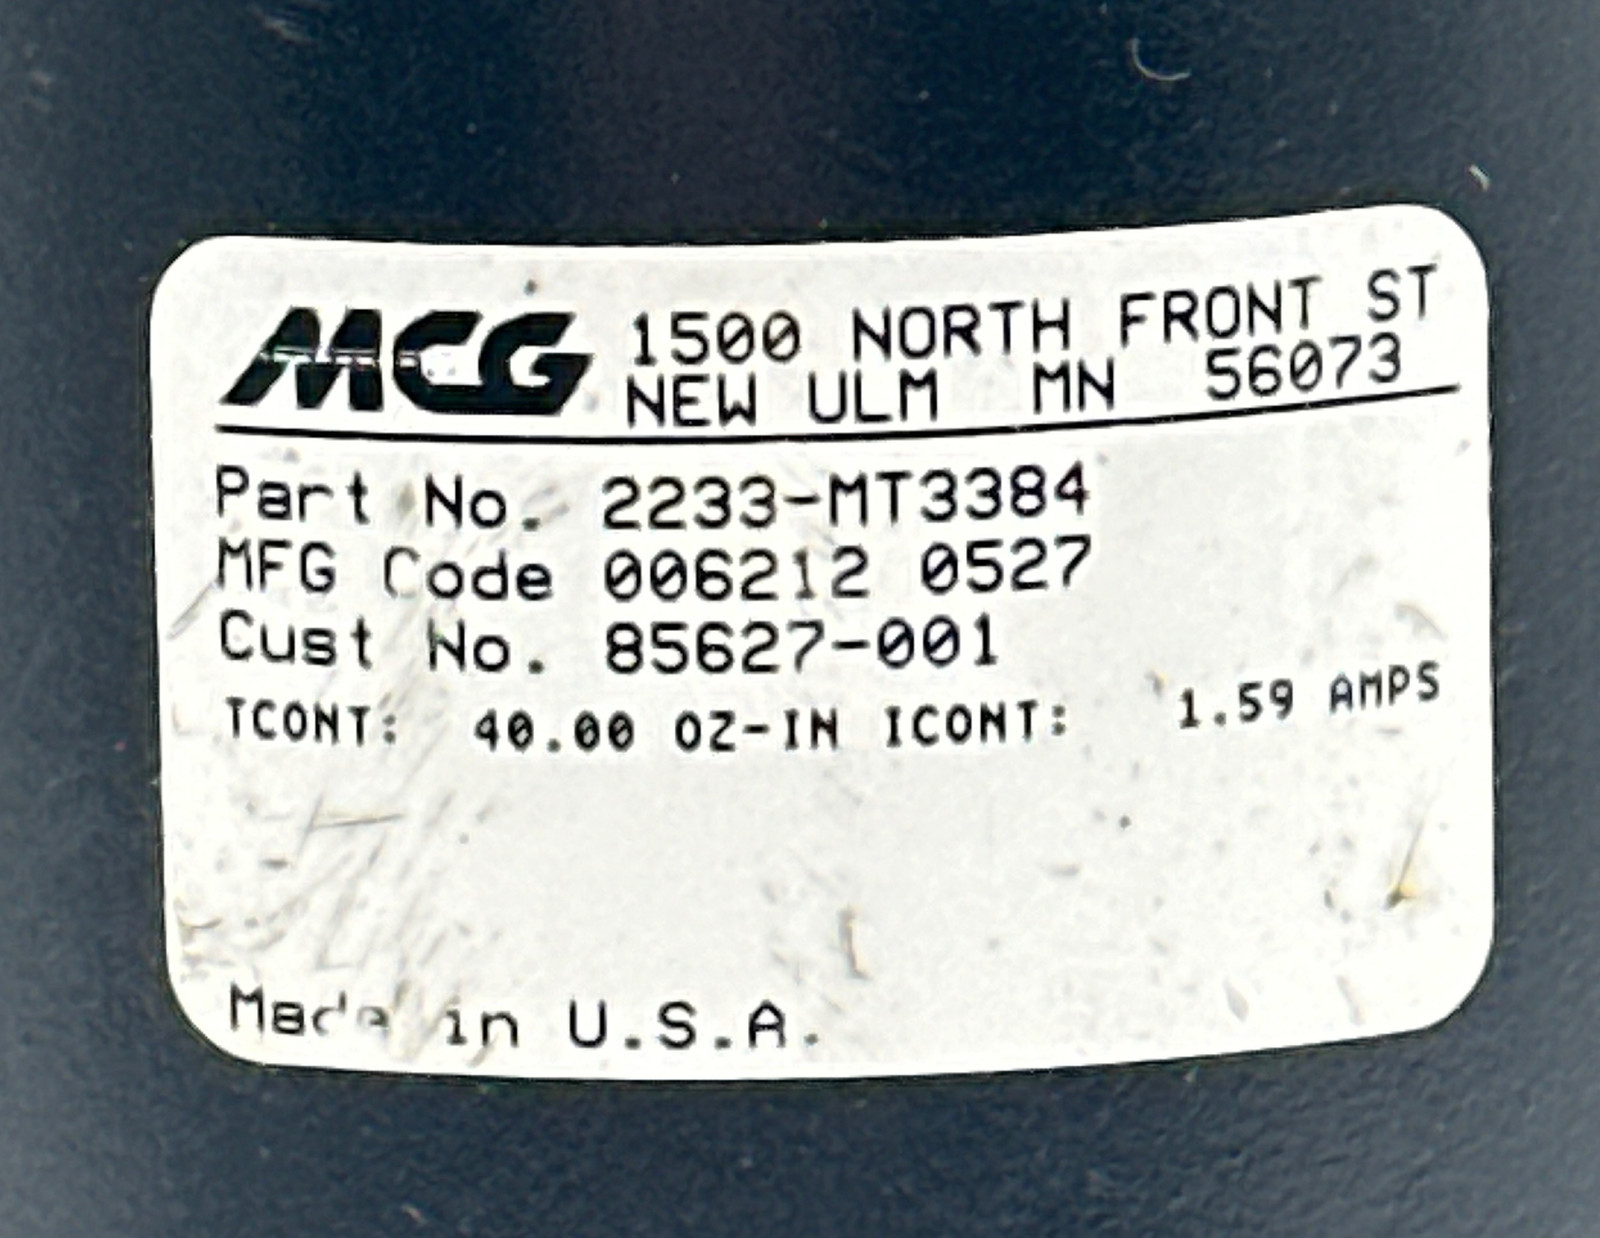 MCG 1500 NORTH FRONT ST
NEW ULM MN 56073
Part No. 2233-MT3384
MFG Code 006212 0527
Cust No. 85627-001
TCONT: 40.00 OZ-IN ICONT: 1.59 AMPS
Made in U.S.A.